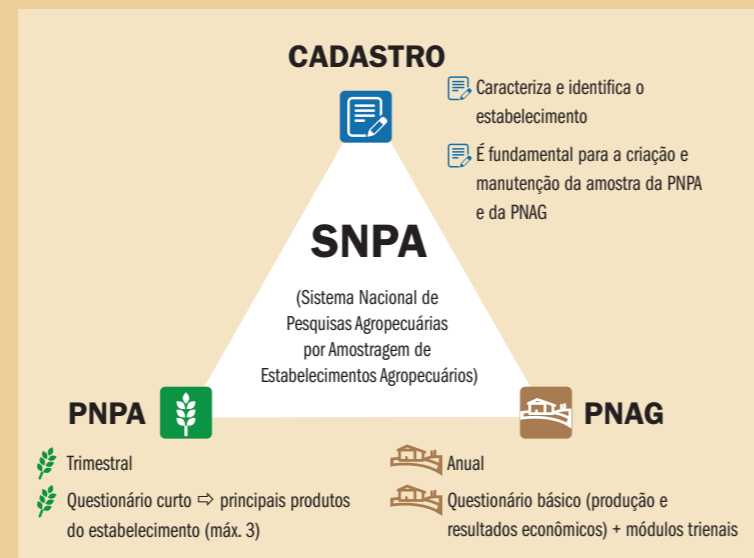 CADASTRO
Caracteriza e identifica o
estabelecimento
É fundamental para a criação e
manutenção da amostra da PNPA
e da PNAG
SNPA
(Sistema Nacional de
Pesquisas Agropecuárias
por Amostragem de
Estabelecimentos Agropecuários)
PNPA
Trimestral
Questionário curto ⇨ principais produtos
do estabelecimento (máx. 3)
PNAG
Anual
Questionário básico (produção e
resultados econômicos) + módulos trienais